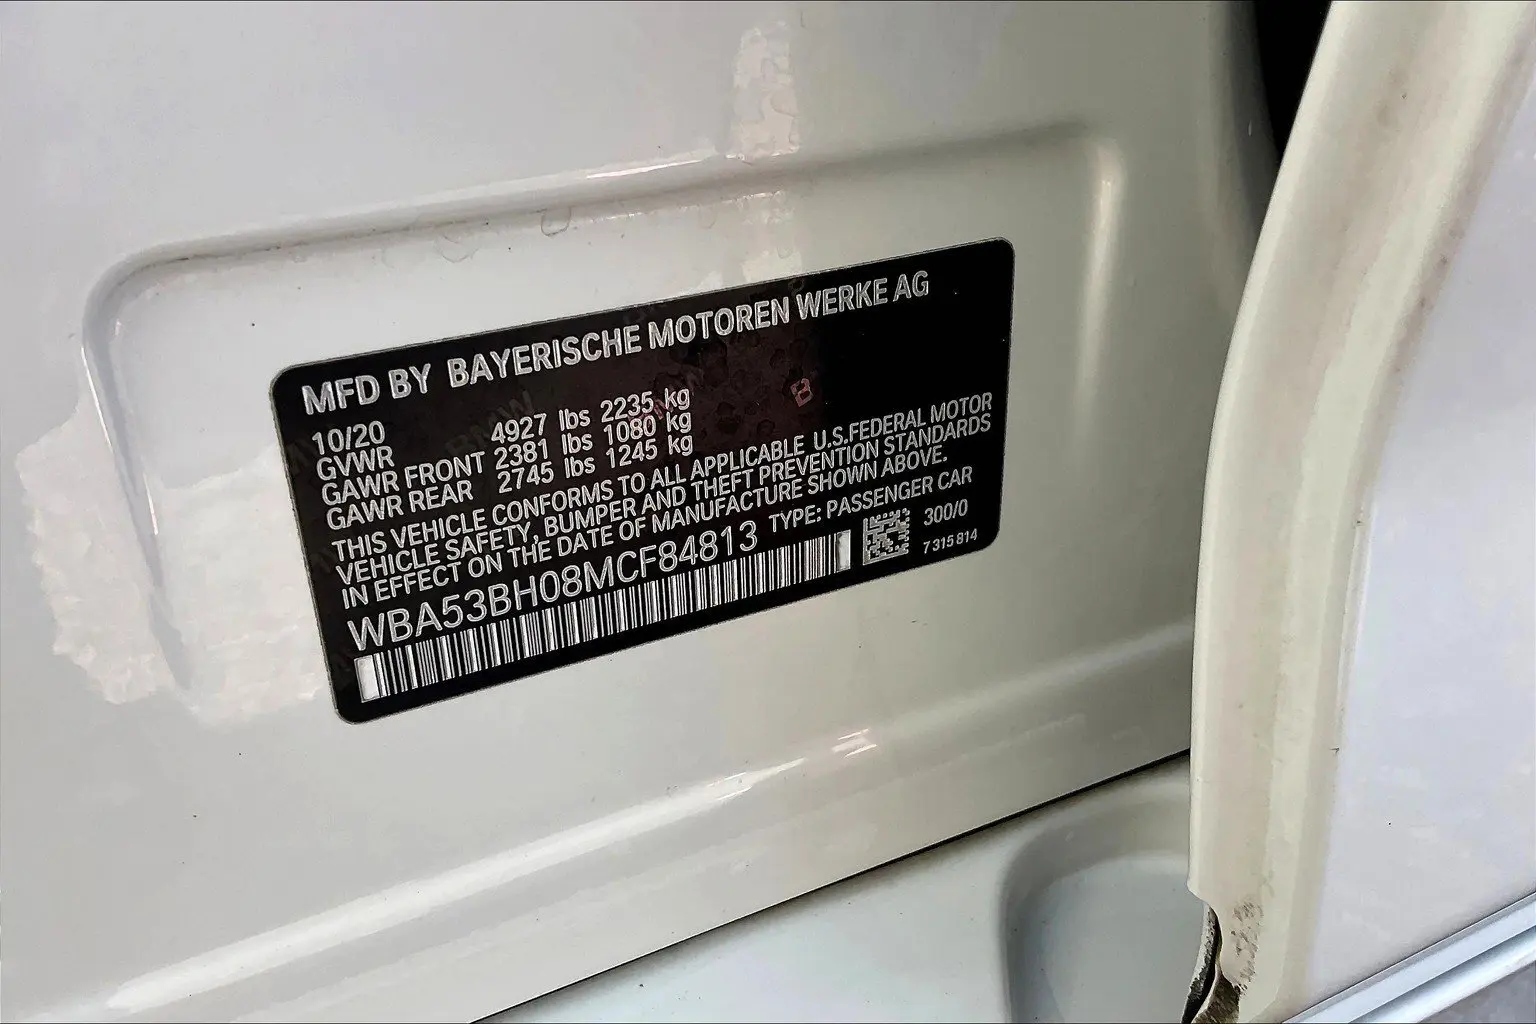 MFD BY BAYERISCHE MOTOREN WERKE AG
10/20
GVWR 4927 lbs 2235 kg
GAWR FRONT 2381 lbs 1080 kg
GAWR REAR 2745 lbs 1245 kg
THIS VEHICLE CONFORMS TO ALL APPLICABLE U.S.FEDERAL MOTOR
VEHICLE SAFETY, BUMPER AND THEFT PREVENTION STANDARDS
IN EFFECT ON THE DATE OF MANUFACTURE SHOWN ABOVE.
WBA53BH08MCF84813 TYPE: PASSENGER CAR
300/0
7 315 814